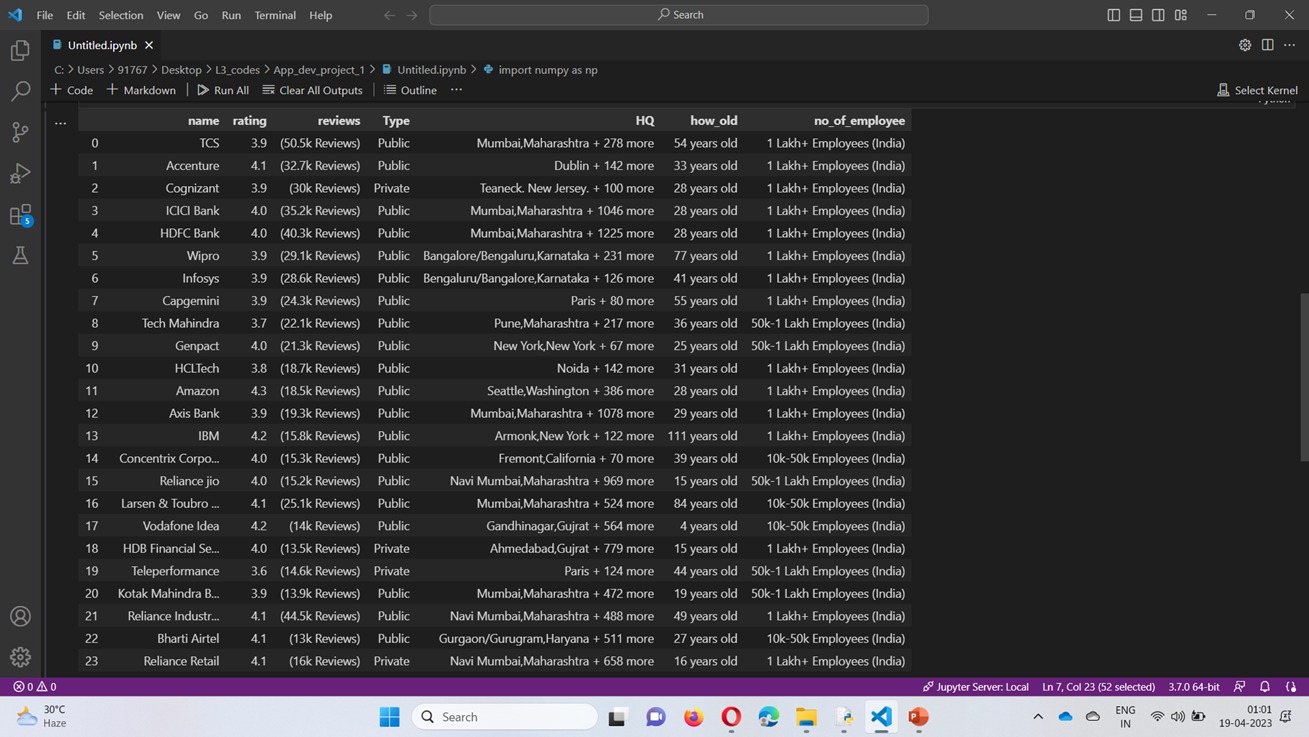 File Edit Selection View Go Run Terminal Help Search
Untitled.ipynb
C: > Users > 91767 > Desktop > L3_codes > App_dev_project_1 > Untitled.ipynb > import numpy as np
+ Code + Markdown Run All Clear All Outputs Outline ... Select Kernel
... name rating reviews Type HQ how_old no_of_employee
0 TCS 3.9 (50.5k Reviews) Public Mumbai,Maharashtra + 278 more 54 years old 1 Lakh+ Employees (India)
1 Accenture 4.1 (32.7k Reviews) Public Dublin + 142 more 33 years old 1 Lakh+ Employees (India)
2 Cognizant 3.9 (30k Reviews) Private Teaneck. New Jersey. + 100 more 28 years old 1 Lakh+ Employees (India)
3 ICICI Bank 4.0 (35.2k Reviews) Public Mumbai,Maharashtra + 1046 more 28 years old 1 Lakh+ Employees (India)
4 HDFC Bank 4.0 (40.3k Reviews) Public Mumbai,Maharashtra + 1225 more 28 years old 1 Lakh+ Employees (India)
5 Wipro 3.9 (29.1k Reviews) Public Bangalore/Bengaluru,Karnataka + 231 more 77 years old 1 Lakh+ Employees (India)
6 Infosys 3.9 (28.6k Reviews) Public Bengaluru/Bangalore,Karnataka + 126 more 41 years old 1 Lakh+ Employees (India)
7 Capgemini 3.9 (24.3k Reviews) Public Paris + 80 more 55 years old 1 Lakh+ Employees (India)
8 Tech Mahindra 3.7 (22.1k Reviews) Public Pune,Maharashtra + 217 more 36 years old 50k-1 Lakh Employees (India)
9 Genpact 4.0 (21.3k Reviews) Public New York,New York + 67 more 25 years old 50k-1 Lakh Employees (India)
10 HCLTech 3.8 (18.7k Reviews) Public Noida + 142 more 31 years old 1 Lakh+ Employees (India)
11 Amazon 4.3 (18.5k Reviews) Public Seattle,Washington + 386 more 28 years old 1 Lakh+ Employees (India)
12 Axis Bank 3.9 (19.3k Reviews) Public Mumbai,Maharashtra + 1078 more 29 years old 1 Lakh+ Employees (India)
13 IBM 4.2 (15.8k Reviews) Public Armonk,New York + 122 more 111 years old 1 Lakh+ Employees (India)
14 Concentrix Corpo... 4.0 (15.3k Reviews) Public Fremont,California + 70 more 39 years old 10k-50k Employees (India)
15 Reliance jio 4.0 (15.2k Reviews) Public Navi Mumbai,Maharashtra + 969 more 15 years old 50k-1 Lakh Employees (India)
16 Larsen & Toubro ... 4.1 (25.1k Reviews) Public Mumbai,Maharashtra + 524 more 84 years old 10k-50k Employees (India)
17 Vodafone Idea 4.2 (14k Reviews) Public Gandhinagar,Gujrat + 564 more 4 years old 10k-50k Employees (India)
18 HDB Financial Se... 4.0 (13.5k Reviews) Private Ahmedabad,Gujrat + 779 more 15 years old 1 Lakh+ Employees (India)
19 Teleperformance 3.6 (14.6k Reviews) Private Paris + 124 more 44 years old 50k-1 Lakh Employees (India)
20 Kotak Mahindra B... 3.9 (13.9k Reviews) Public Mumbai,Maharashtra + 472 more 19 years old 50k-1 Lakh Employees (India)
21 Reliance Industr... 4.1 (44.5k Reviews) Public Navi Mumbai,Maharashtra + 488 more 49 years old 1 Lakh+ Employees (India)
22 Bharti Airtel 4.1 (13k Reviews) Public Gurgaon/Gurugram,Haryana + 511 more 27 years old 10k-50k Employees (India)
23 Reliance Retail 4.1 (16k Reviews) Private Navi Mumbai,Maharashtra + 658 more 16 years old 1 Lakh+ Employees (India)
5
0 0 Jupyter Server: Local Ln 7, Col 23 (52 selected) 3.7.0 64-bit
30°C
Haze
Search
ENG
IN
01:01
19-04-2023